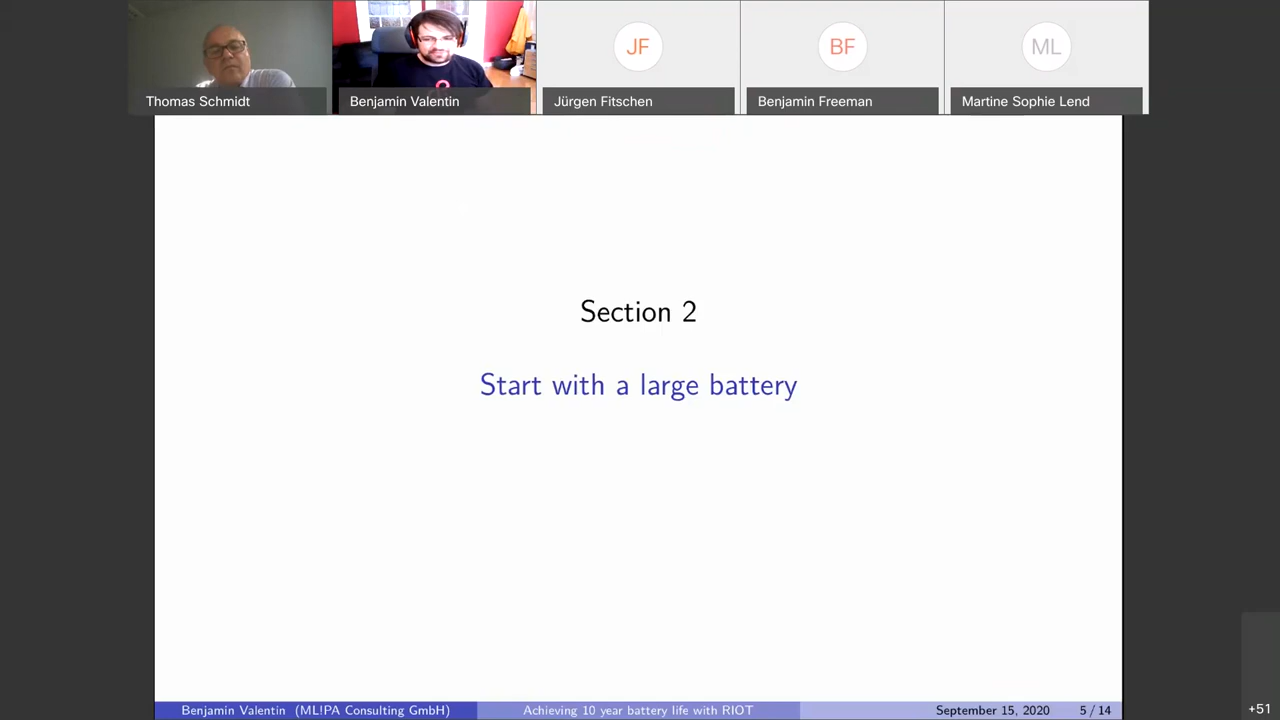 JF
BF
ML
Thomas Schmidt
Benjamin Valentin
Jürgen Fitschen
Benjamin Freeman
Martine Sophie Lend
Section 2
Start with a large battery
Benjamin Valentin (ML!PA Consulting GmbH)
Achieving 10 year battery life with RIOT
September 15, 2020
5 / 14
+51